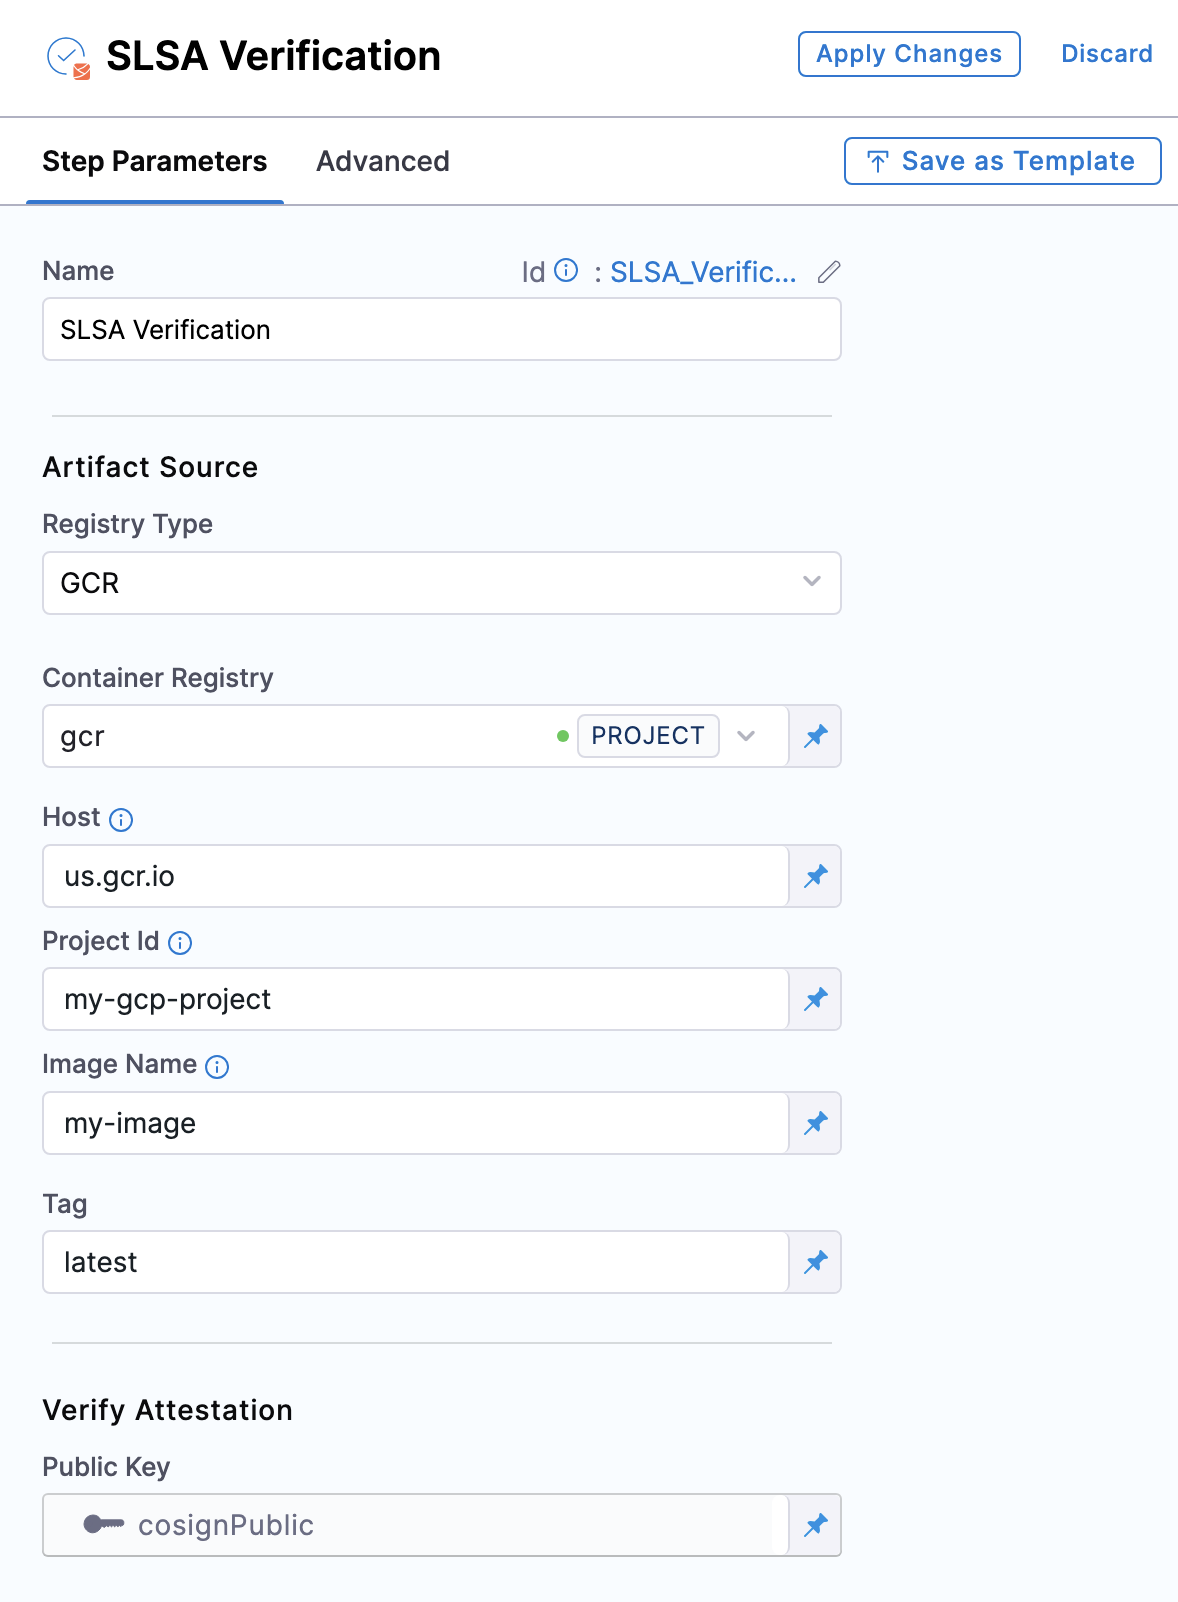 SLSA Verification
Apply Changes
Discard
Step Parameters
Advanced
Save as Template
Name
Id : SLSA_Verific...
SLSA Verification
Artifact Source
Registry Type
GCR
Container Registry
gcr
PROJECT
Host
us.gcr.io
Project Id
my-gcp-project
Image Name
my-image
Tag
latest
Verify Attestation
Public Key
cosignPublic